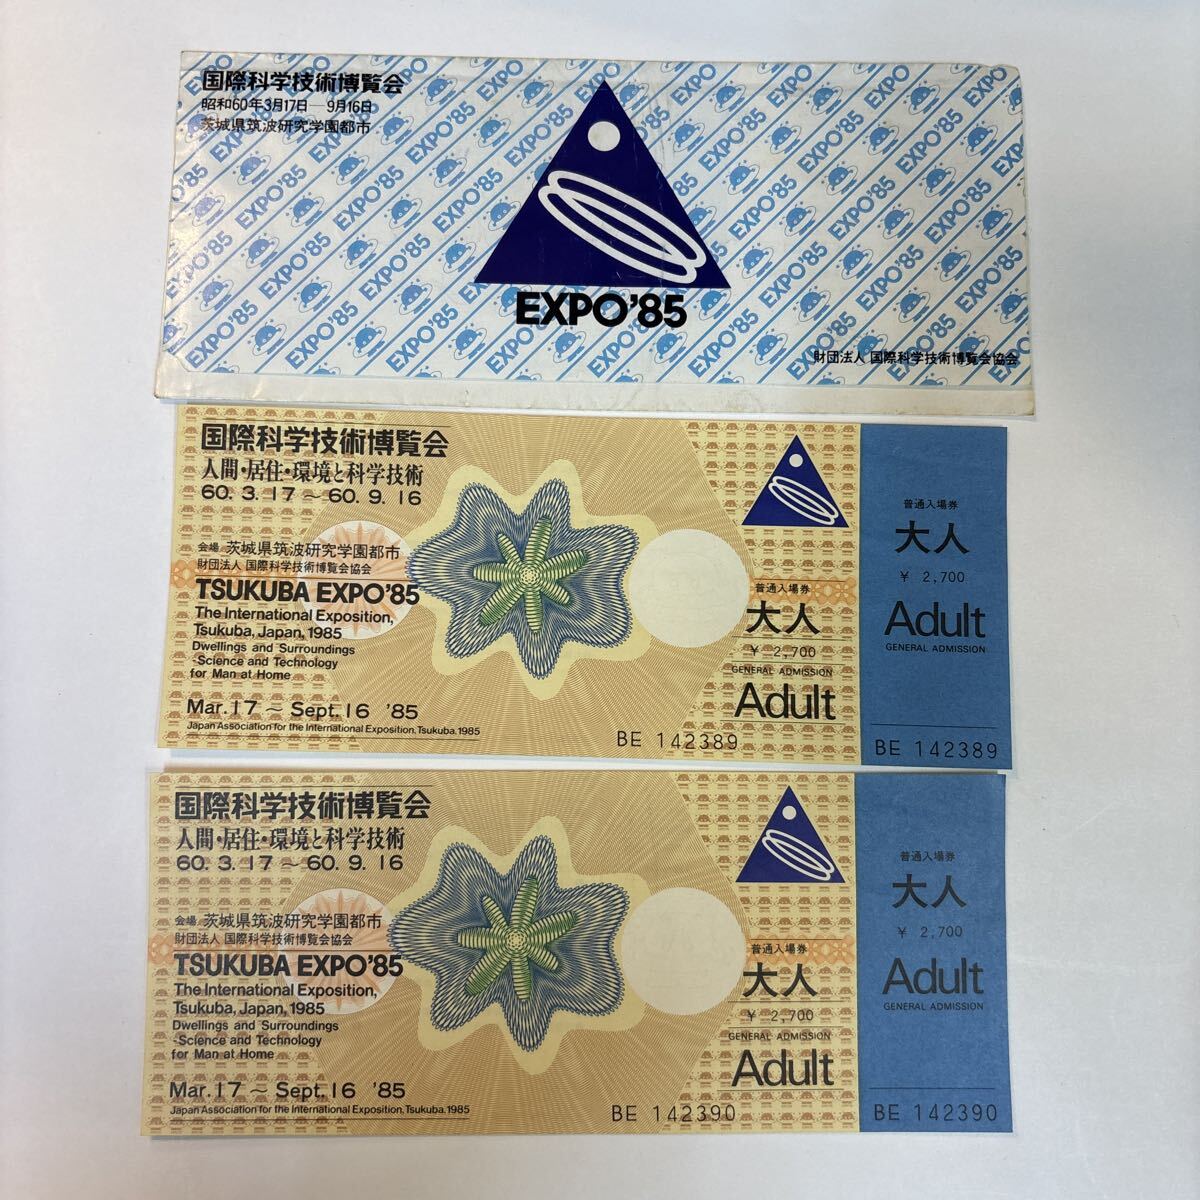 国際科学技術博覧会
昭和60年3月17日—9月16日
茨城県筑波研究学園都市
EXPO'85
財団法人 国際科学技術博覧会協会
国際科学技術博覧会
人間・居住・環境と科学技術
60. 3. 17 ~ 60. 9. 16
会場 茨城県筑波研究学園都市
財団法人 国際科学技術博覧会協会
TSUKUBA EXPO'85
The International Exposition,
Tsukuba, Japan, 1985
Dwellings and Surroundings
-Science and Technology
for Man at Home
Mar. 17 ~ Sept. 16 '85
Japan Association for the International Exposition, Tsukuba. 1985
普通入場券
大人
¥ 2,700
GENERAL ADMISSION
Adult
BE 142389
普通入場券
大人
¥ 2,700
Adult
GENERAL ADMISSION
BE 142389
国際科学技術博覧会
人間・居住・環境と科学技術
60. 3. 17 ~ 60. 9. 16
会場 茨城県筑波研究学園都市
財団法人 国際科学技術博覧会協会
TSUKUBA EXPO'85
The International Exposition,
Tsukuba, Japan, 1985
Dwellings and Surroundings
-Science and Technology
for Man at Home
Mar. 17 ~ Sept. 16 '85
Japan Association for the International Exposition, Tsukuba. 1985
普通入場券
大人
¥ 2,700
GENERAL ADMISSION
Adult
BE 142390
普通入場券
大人
¥ 2,700
Adult
GENERAL ADMISSION
BE 142390